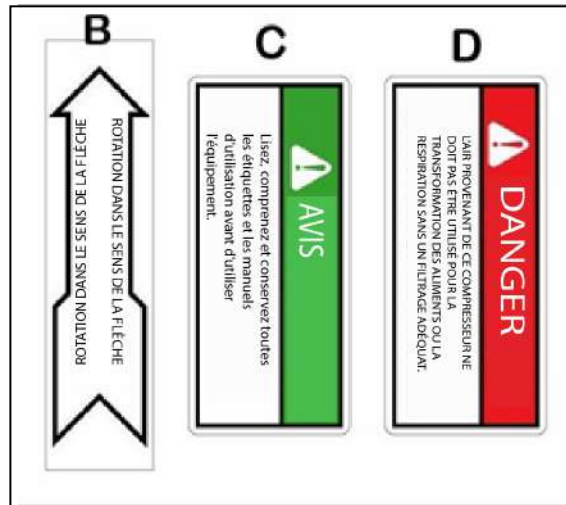 B
ROTATION DANS LE SENS DE LA FLÈCHE
ROTATION DANS LE SENS DE LA FLÈCHE
C
AVIS
Lisez, comprenez et conservez toutes
les étiquettes et les manuels
d'utilisation avant d'utiliser
l'équipement.
D
DANGER
L'AIR PROVENANT DE CE COMPRESSEUR NE
DOIT PAS ÊTRE UTILISÉ POUR LA
TRANSFORMATION DES ALIMENTS OU LA
RESPIRATION SANS UN FILTRAGE ADÉQUAT.